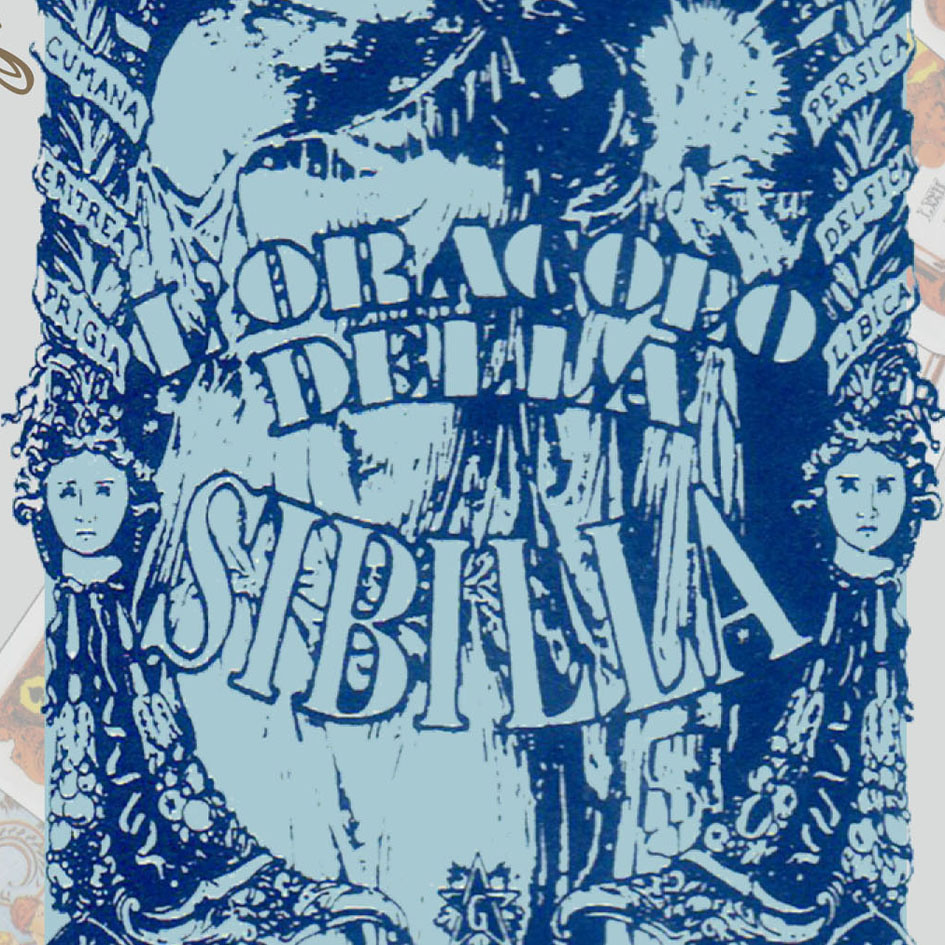 CUMANA
ERITREA
FRIGIA
PERSICA
DELFICA
LIBICA
L'ORACOLO
DELLA
SIBILLA
G